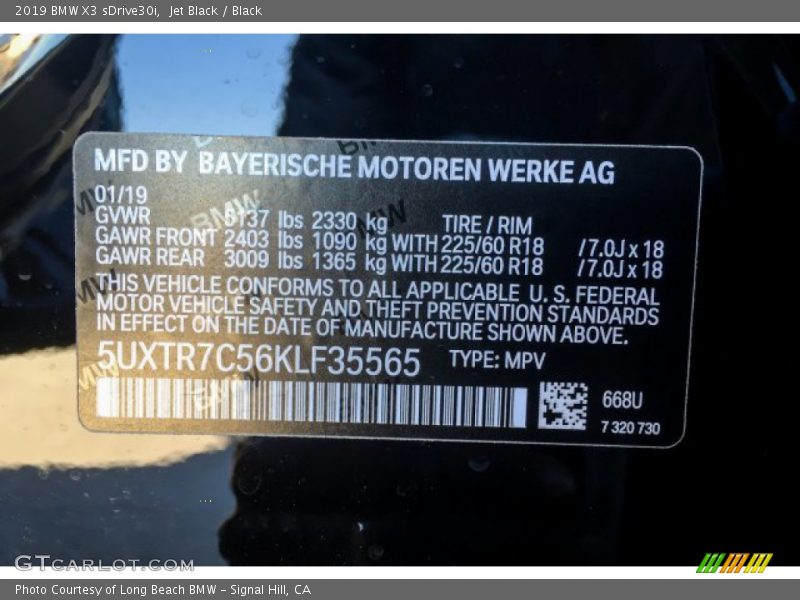 2019 BMW X3 sDrive30i,  Jet Black / Black
MFD BY BAYERISCHE MOTOREN WERKE AG
01/19
GVWR 5137 lbs 2330 kg TIRE / RIM
GAWR FRONT 2403 lbs 1090 kg WITH 225/60 R18 /7.0J x 18
GAWR REAR 3009 lbs 1365 kg WITH 225/60 R18 /7.0J x 18
THIS VEHICLE CONFORMS TO ALL APPLICABLE U. S. FEDERAL
MOTOR VEHICLE SAFETY AND THEFT PREVENTION STANDARDS
IN EFFECT ON THE DATE OF MANUFACTURE SHOWN ABOVE.
5UXTR7C56KLF35565 TYPE: MPV
668U
7 320 730
GTCARLOT.COM
Photo Courtesy of Long Beach BMW - Signal Hill, CA